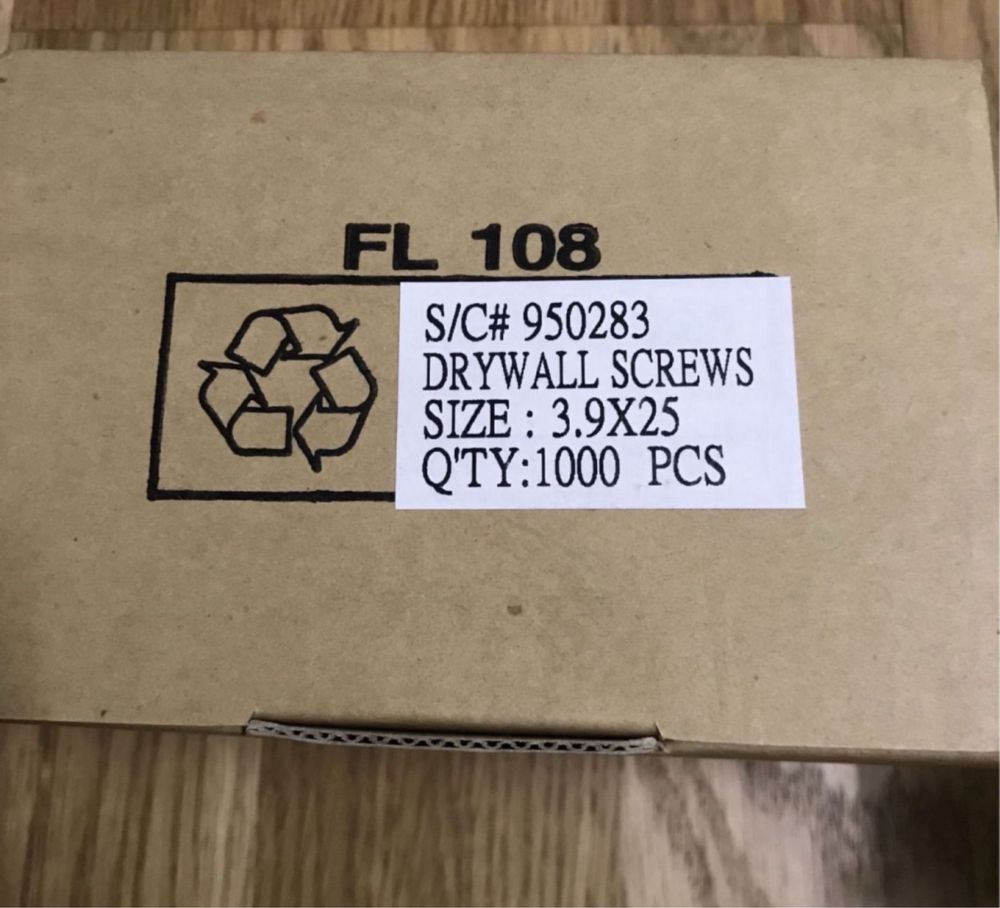 FL 108
S/C# 950283
DRYWALL SCREWS
SIZE : 3.9X25
Q'TY:1000 PCS